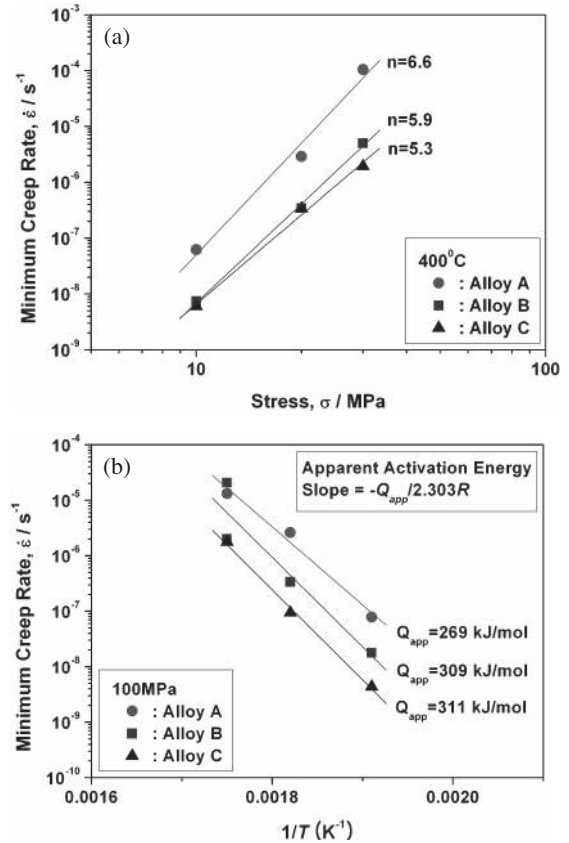 (a)
10⁻⁴
10⁻⁵
10⁻⁶
10⁻⁷
10⁻⁸
10⁻⁹
Minimum Creep Rate, ε̇ / s⁻¹
n=6.6
n=5.9
n=5.3
400⁰C
: Alloy A
: Alloy B
: Alloy C
10
100
Stress, σ / MPa
(b)
10⁻⁴
10⁻⁵
10⁻⁶
10⁻⁷
10⁻⁸
10⁻⁹
10⁻¹⁰
Minimum Creep Rate, ε̇ / s⁻¹
Apparent Activation Energy
Slope = -Qapp/2.303R
Qapp=269 kJ/mol
Qapp=309 kJ/mol
Qapp=311 kJ/mol
100MPa
: Alloy A
: Alloy B
: Alloy C
0.0016
0.0018
0.0020
1/T (K⁻¹)